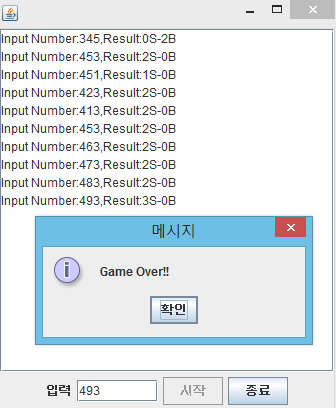 Input Number:345,Result:0S-2B
Input Number:453,Result:2S-0B
Input Number:451,Result:1S-0B
Input Number:423,Result:2S-0B
Input Number:413,Result:2S-0B
Input Number:453,Result:2S-0B
Input Number:463,Result:2S-0B
Input Number:473,Result:2S-0B
Input Number:483,Result:2S-0B
Input Number:493,Result:3S-0B
메시지
Game Over!!
확인
입력 493 시작 종료